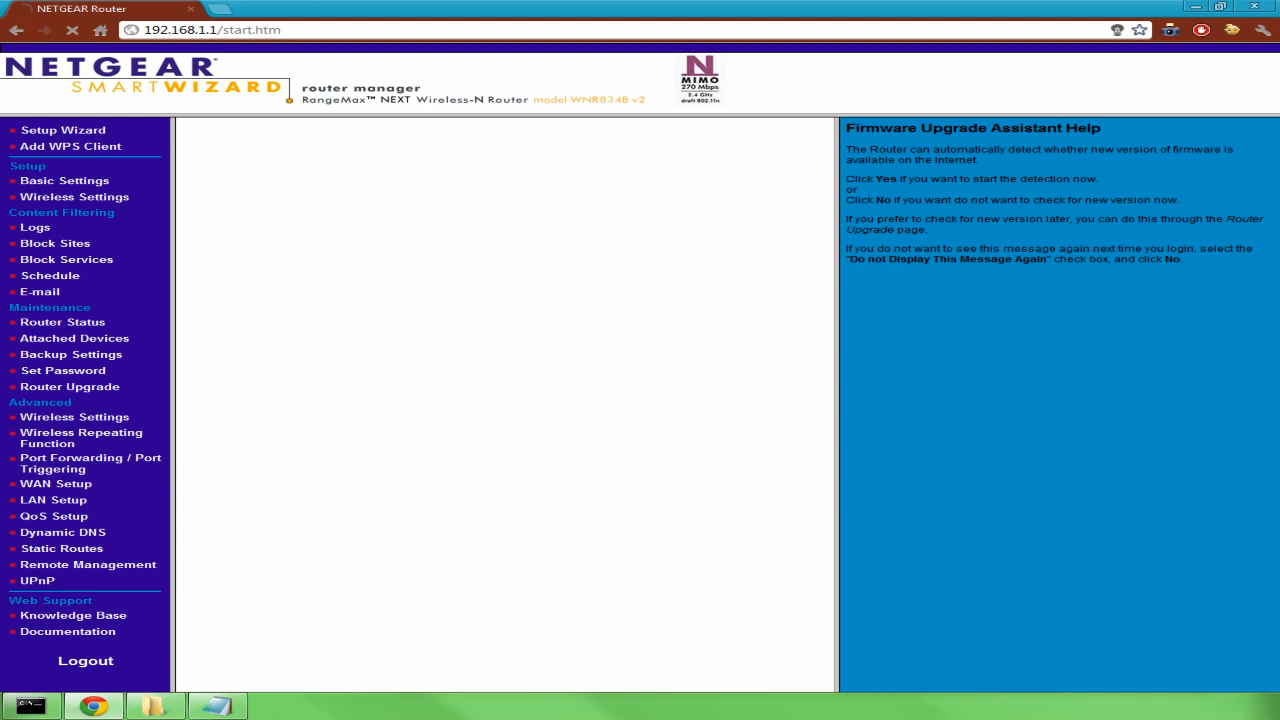 NETGEAR Router
192.168.1.1/start.htm
NETGEAR®
SMARTWIZARD
router manager
RangeMax™ NEXT Wireless-N Router model WNR834B v2
N
MIMO
270 Mbps
2.4 GHz
draft 802.11n
Setup Wizard
Add WPS Client
Setup
Basic Settings
Wireless Settings
Content Filtering
Logs
Block Sites
Block Services
Schedule
E-mail
Maintenance
Router Status
Attached Devices
Backup Settings
Set Password
Router Upgrade
Advanced
Wireless Settings
Wireless Repeating
Function
Port Forwarding / Port
Triggering
WAN Setup
LAN Setup
QoS Setup
Dynamic DNS
Static Routes
Remote Management
UPnP
Web Support
Knowledge Base
Documentation
Logout
Firmware Upgrade Assistant Help
The Router can automatically detect whether new version of firmware is
available on the Internet.
Click Yes if you want to start the detection now.
or
Click No if you want do not want to check for new version now.
If you prefer to check for new version later, you can do this through the Router
Upgrade page.
If you do not want to see this message again next time you login, select the
"Do not Display This Message Again" check box, and click No.